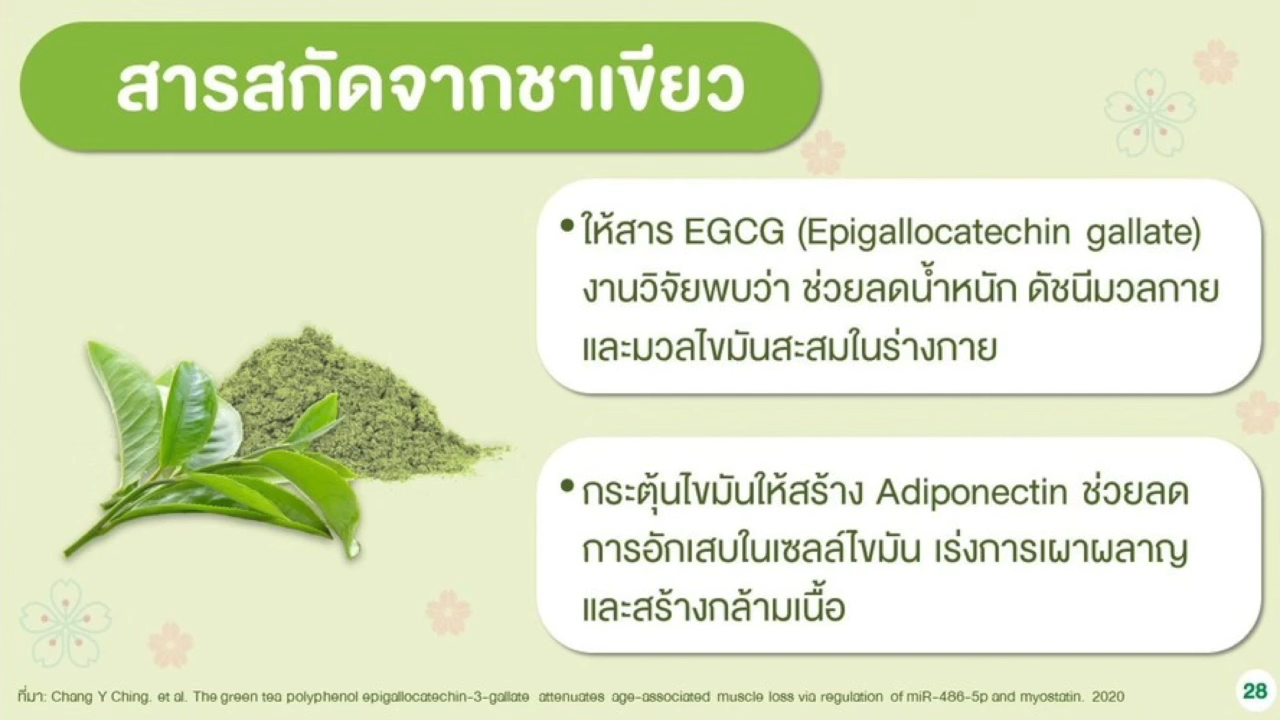 สารสกัดจากชาเขียว
• ให้สาร EGCG (Epigallocatechin gallate)
งานวิจัยพบว่า ช่วยลดน้ำหนัก ดัชนีมวลกาย
และมวลไขมันสะสมในร่างกาย
• กระตุ้นไขมันให้สร้าง Adiponectin ช่วยลด
การอักเสบในเซลล์ไขมัน เร่งการเผาผลาญ
และสร้างกล้ามเนื้อ
ที่มา: Chang Y Ching. et al. The green tea polyphenol epigallocatechin-3-gallate attenuates age-associated muscle loss via regulation of miR-486-5p and myostatin. 2020
28